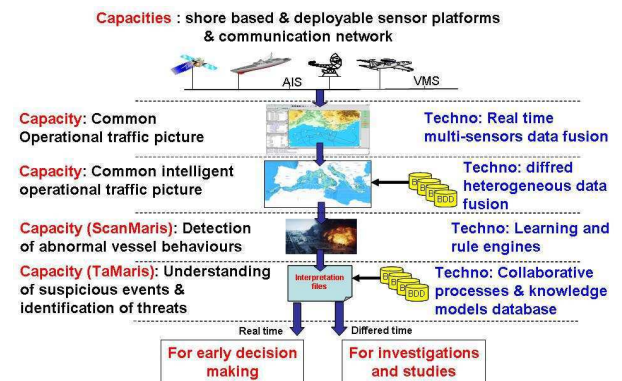 Capacities : shore based & deployable sensor platforms
& communication network
AIS
VMS
Capacity: Common
Operational traffic picture
Techno: Real time
multi-sensors data fusion
Capacity: Common intelligent
operational traffic picture
BDD
Techno: diffred
heterogeneous data
fusion
Capacity (ScanMaris): Detection
of abnormal vessel behaviours
Techno: Learning and
rule engines
Capacity (TaMaris): Understanding
of suspicious events &
identification of threats
Interpretation
files
BDD
Techno: Collaborative
processes & knowledge
models database
Real time
Differed time
For early decision
making
For investigations
and studies